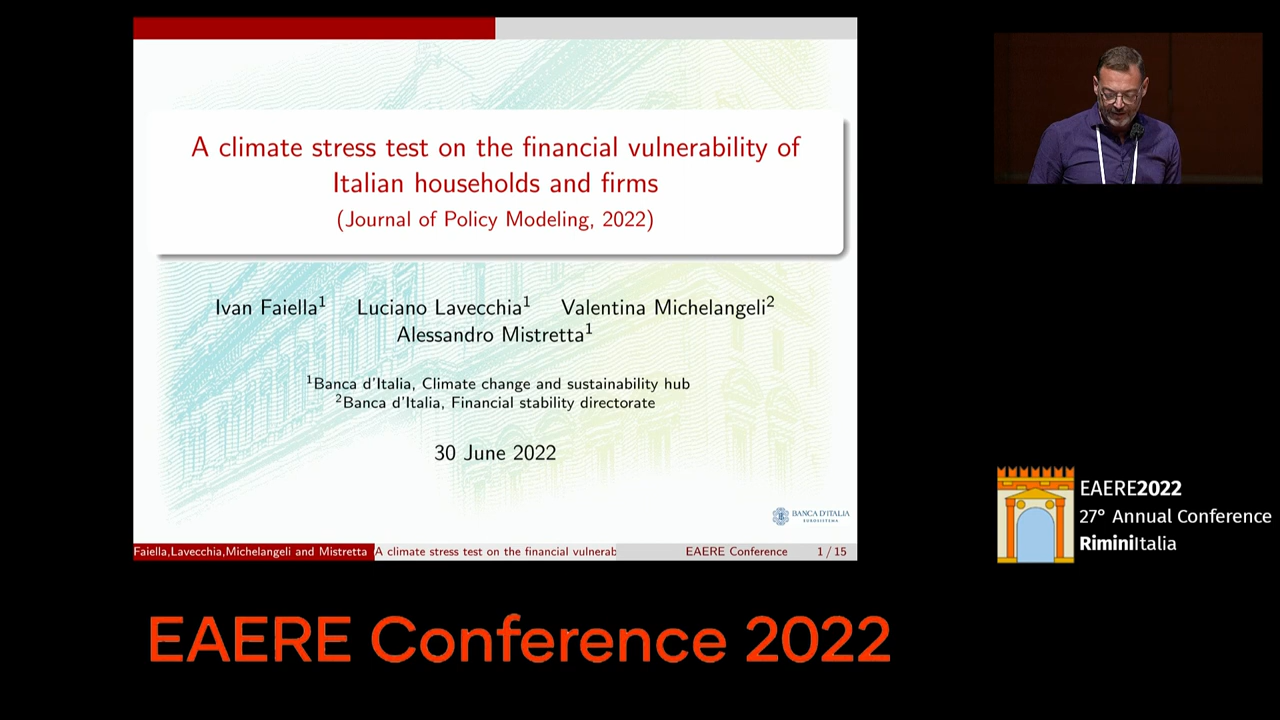 A climate stress test on the financial vulnerability of
Italian households and firms
(Journal of Policy Modeling, 2022)
Ivan Faiella1 Luciano Lavecchia1 Valentina Michelangeli2
Alessandro Mistretta1
1Banca d'Italia, Climate change and sustainability hub
2Banca d'Italia, Financial stability directorate
30 June 2022
BANCA D'ITALIA
EUROSISTEMA
Faiella,Lavecchia,Michelangeli and Mistretta A climate stress test on the financial vulnerab EAERE Conference 1 / 15
EAERE2022
27° Annual Conference
RiminiItalia
EAERE Conference 2022